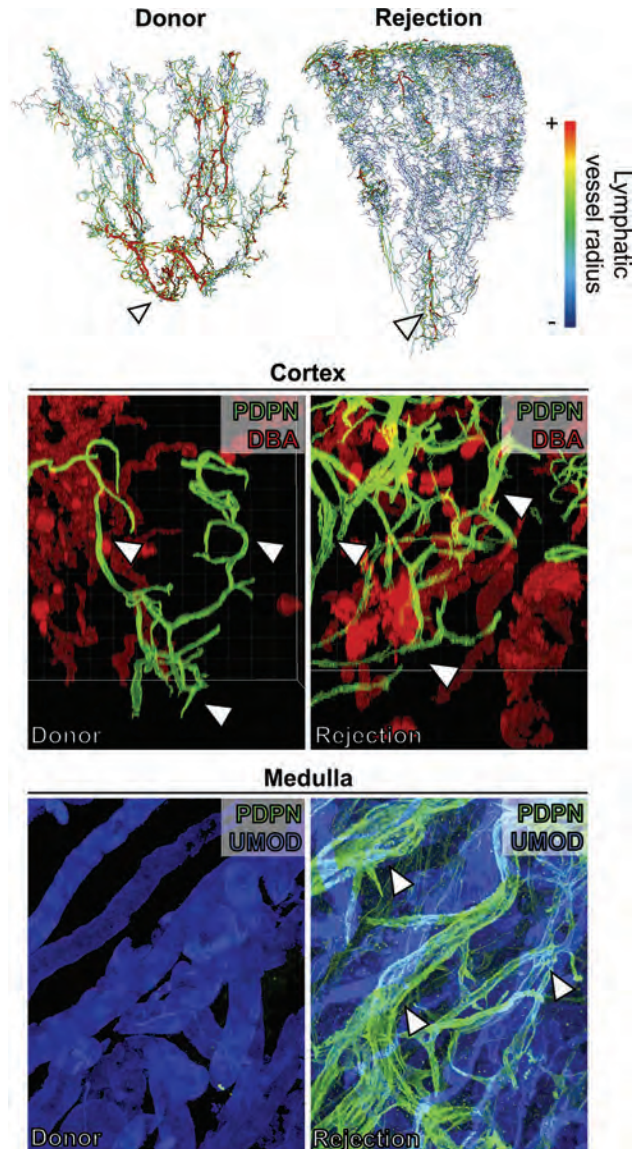 Donor
Rejection
+
Lymphatic
vessel radius
-
Cortex
PDPN
DBA
Donor
PDPN
DBA
Rejection
Medulla
PDPN
UMOD
Donor
PDPN
UMOD
Rejection